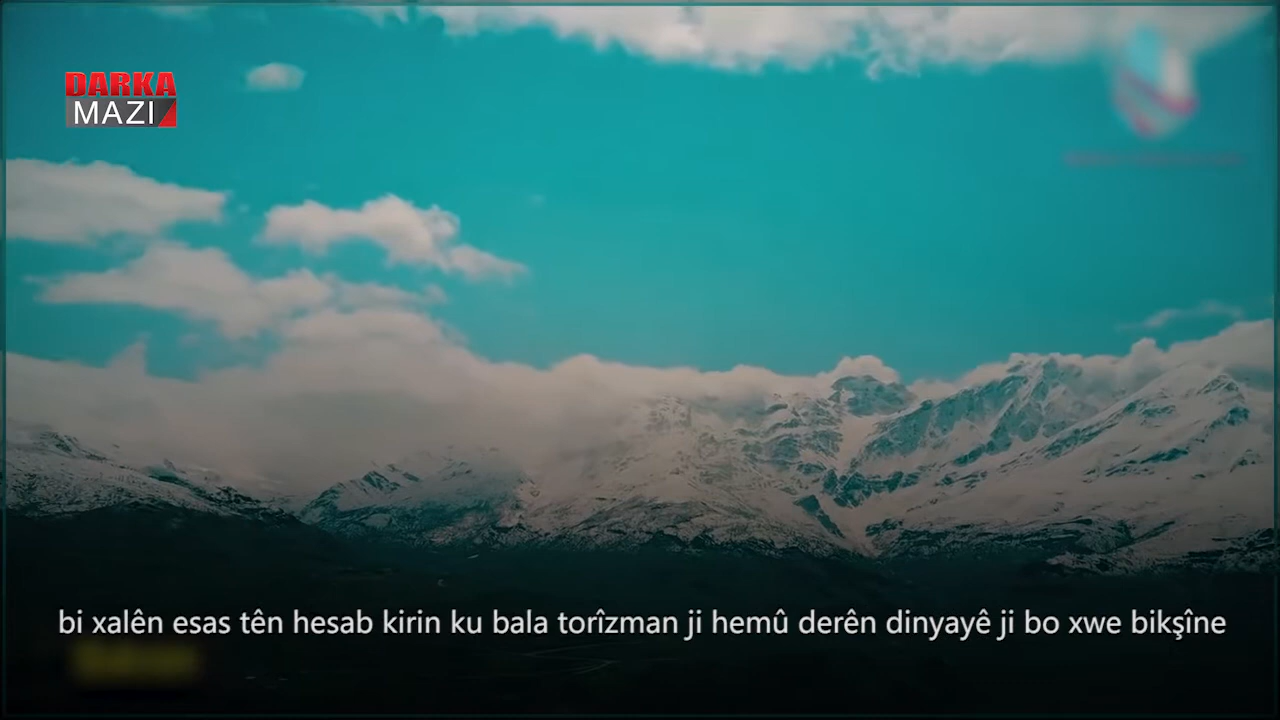 DARKA
MAZI
bi xalên esas tên hesab kirin ku bala torîzman ji hemû derên dinyayê ji bo xwe bikşîne